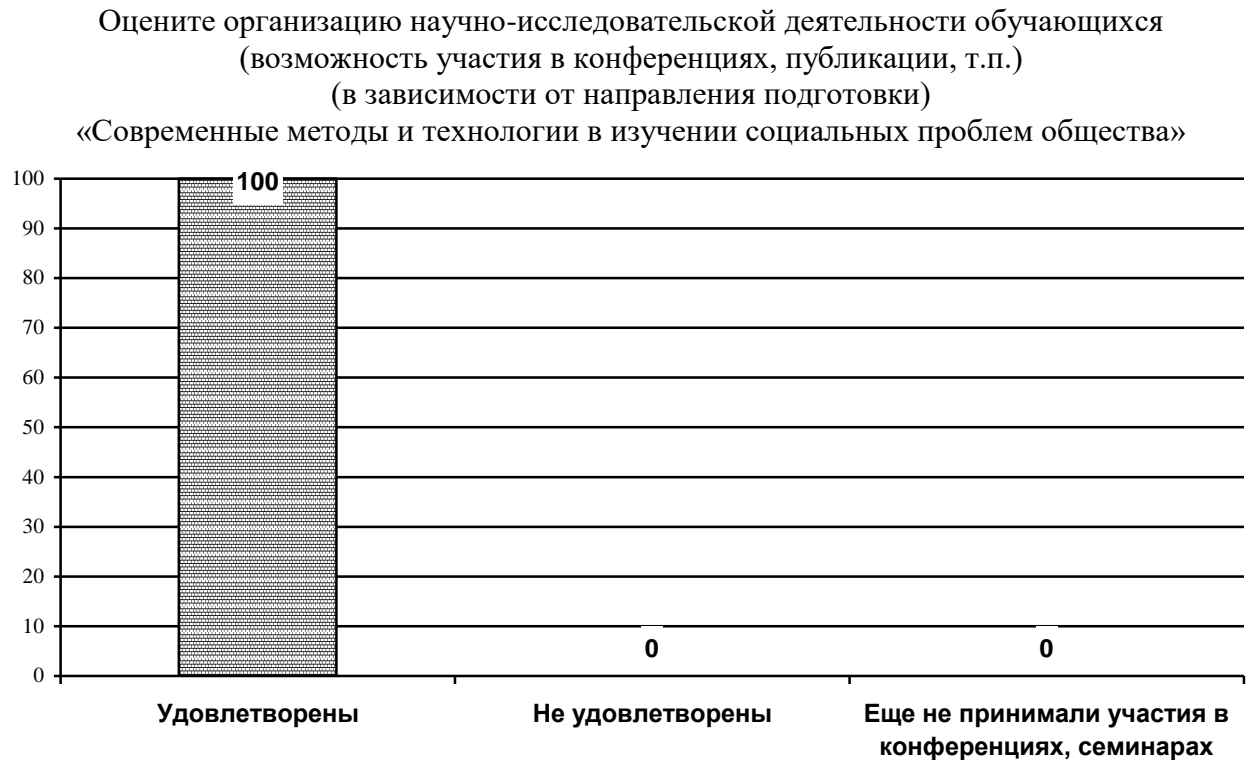 Оцените организацию научно-исследовательской деятельности обучающихся
(возможность участия в конференциях, публикации, т.п.)
(в зависимости от направления подготовки)
«Современные методы и технологии в изучении социальных проблем общества»
100
90
80
70
60
50
40
30
20
10
0
100
0
0
Удовлетворены
Не удовлетворены
Еще не принимали участия в
конференциях, семинарах